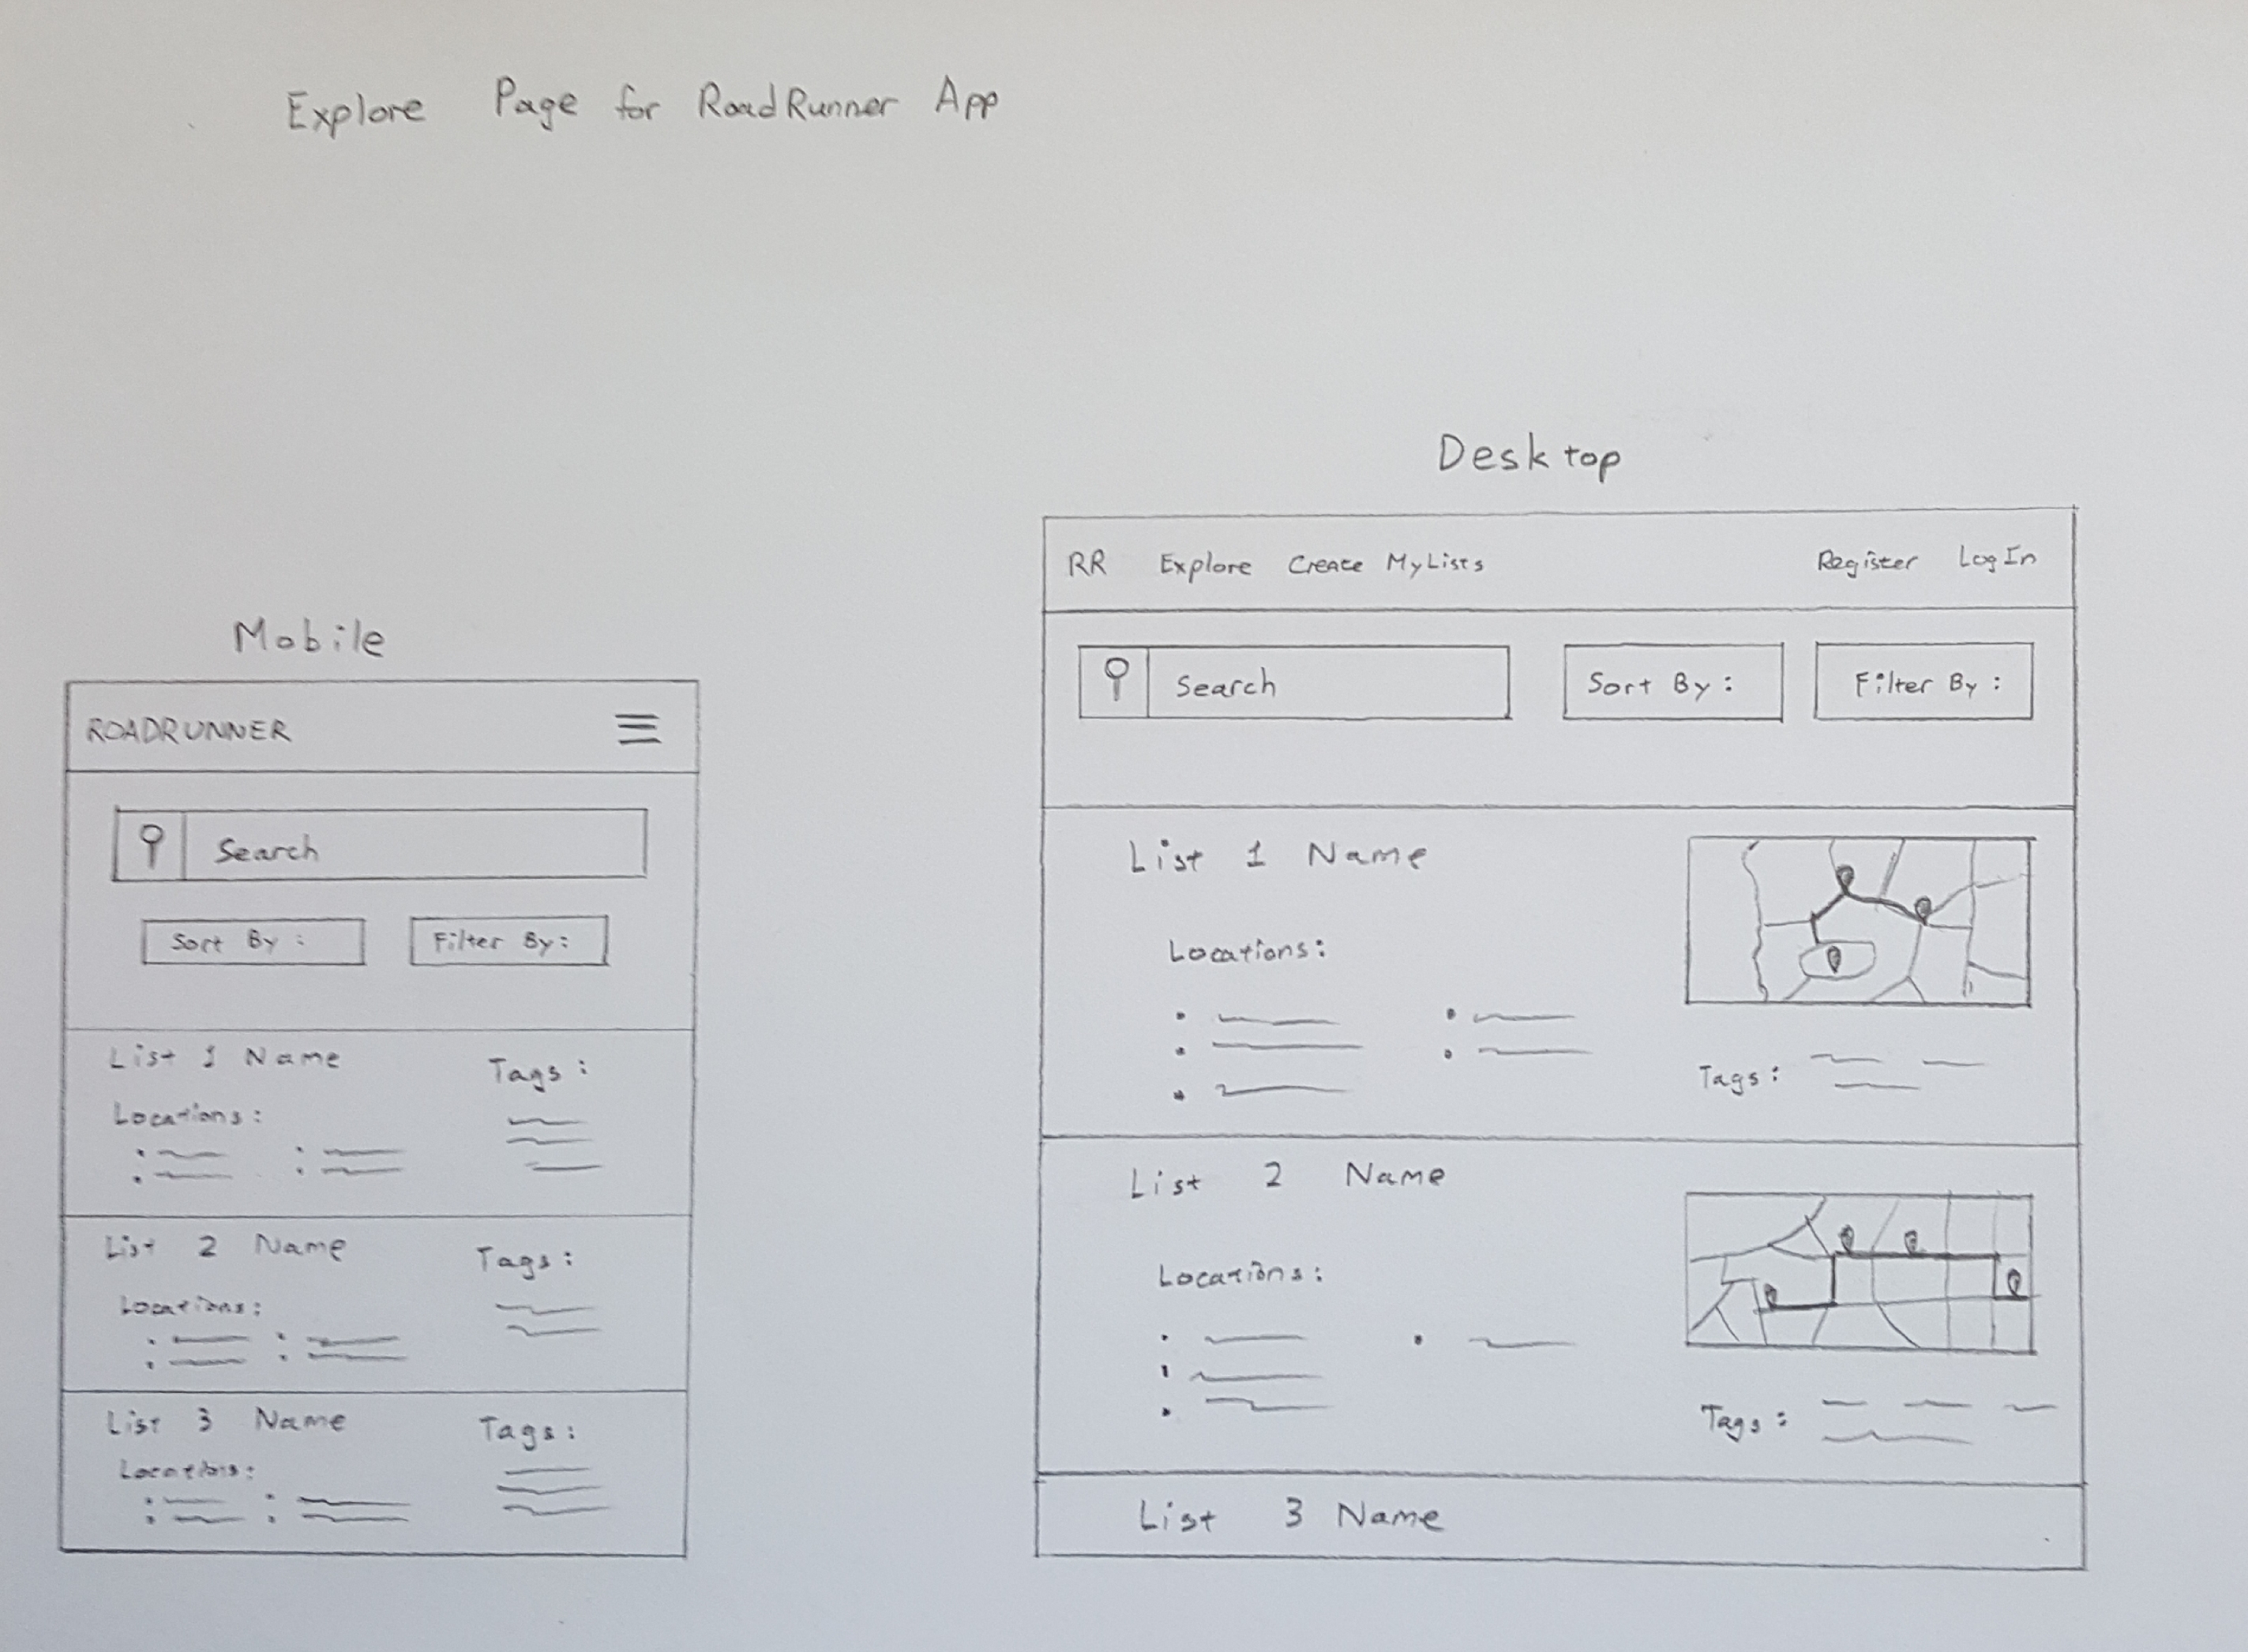 Explore Page for RoadRunner App
Mobile
ROADRUNNER
Search
Sort By :
Filter By:
List 1 Name
Tags :
Locations :
List 2 Name
Tags :
Locations:
List 3 Name
Tags :
Locations:
Desktop
RR Explore Create MyLists Register Log In
Search
Sort By :
Filter By :
List 1 Name
Locations:
Tags :
List 2 Name
Locations:
Tags :
List 3 Name